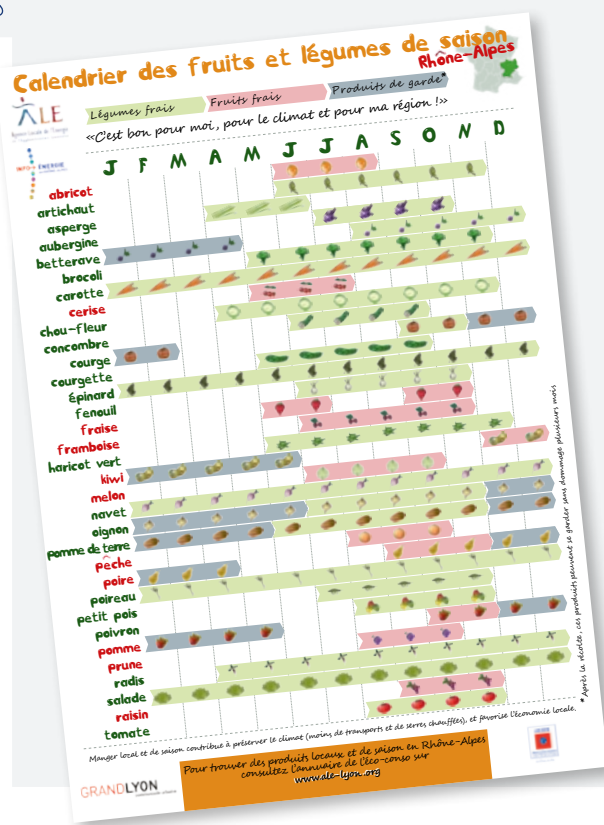 Calendrier des fruits et légumes de saison
Rhône-Alpes
ALE
Légumes frais
Fruits frais
Produits de garde*
«C'est bon pour moi, pour le climat et pour ma région !»
INFO ÉNERGIE
J F M A M J J A S O N D
abricot
artichaut
asperge
aubergine
betterave
brocoli
carotte
cerise
chou-fleur
concombre
courge
courgette
épinard
fenouil
fraise
framboise
haricot vert
kiwi
melon
navet
oignon
pomme de terre
pêche
poire
poireau
petit pois
poivron
pomme
prune
radis
salade
raisin
tomate
*Après la récolte, ces produits peuvent se garder sans dommage plusieurs mois
Manger local et de saison contribue à préserver le climat (moins de transports et de serres chauffées), et favorise l'économie locale.
GRANDLYON
Pour trouver des produits locaux et de saison en Rhône-Alpes
consultez l'annuaire de l'éco-conso sur
www.ale-lyon.org